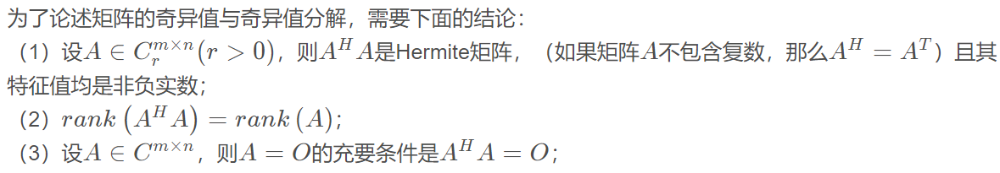 为了论述矩阵的奇异值与奇异值分解，需要下面的结论：
（1）设$A \in C_r^{m \times n}(r > 0)$，则$A^H A$是Hermite矩阵，（如果矩阵$A$不包含复数，那么$A^H = A^T$）且其
特征值均是非负实数；
（2）$rank\left(A^H A\right) = rank\left(A\right)$；
（3）设$A \in C^{m \times n}$，则$A = O$的充要条件是$A^H A = O$；